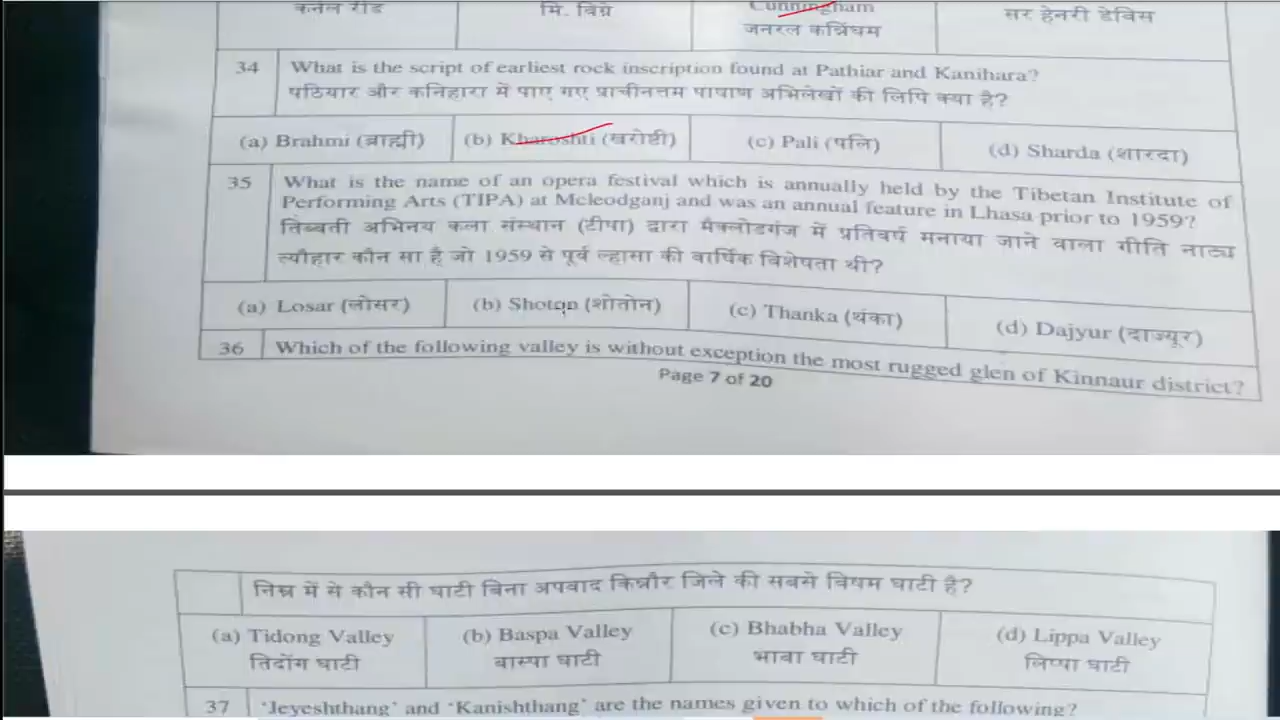 कर्नल रीड
मि. विग्ने
Cunningham
जनरल कन्निंघम
सर हेनरी डेविस
34 What is the script of earliest rock inscription found at Pathiar and Kanihara?
पठियार और कनिहारा में पाए गए प्राचीनत्तम पाषाण अभिलेखों की लिपि क्या है?
(a) Brahmi (ब्राह्मी) (b) Kharoshti (खरोष्टी) (c) Pali (पलि) (d) Sharda (शारदा)
35 What is the name of an opera festival which is annually held by the Tibetan Institute of
Performing Arts (TIPA) at Mcleodganj and was an annual feature in Lhasa prior to 1959?
तिब्बती अभिनय कला संस्थान (टीपा) द्वारा मैक्लोडगंज में प्रतिवर्ष मनाया जाने वाला गीति नाट्य
त्यौहार कौन सा है जो 1959 से पूर्व ल्हासा की वार्षिक विशेषता थी?
(a) Losar (लोसर) (b) Shoton (शोतोन) (c) Thanka (थंका) (d) Dajyur (दाज्यूर)
36 Which of the following valley is without exception the most rugged glen of Kinnaur district?
Page 7 of 20
निम्न में से कौन सी घाटी बिना अपवाद किन्नौर जिले की सबसे विषम घाटी है?
(a) Tidong Valley (b) Baspa Valley (c) Bhabha Valley (d) Lippa Valley
तिदोंग घाटी बास्पा घाटी भाबा घाटी लिप्पा घाटी
37 'Jeyeshthang' and 'Kanishthang' are the names given to which of the following?